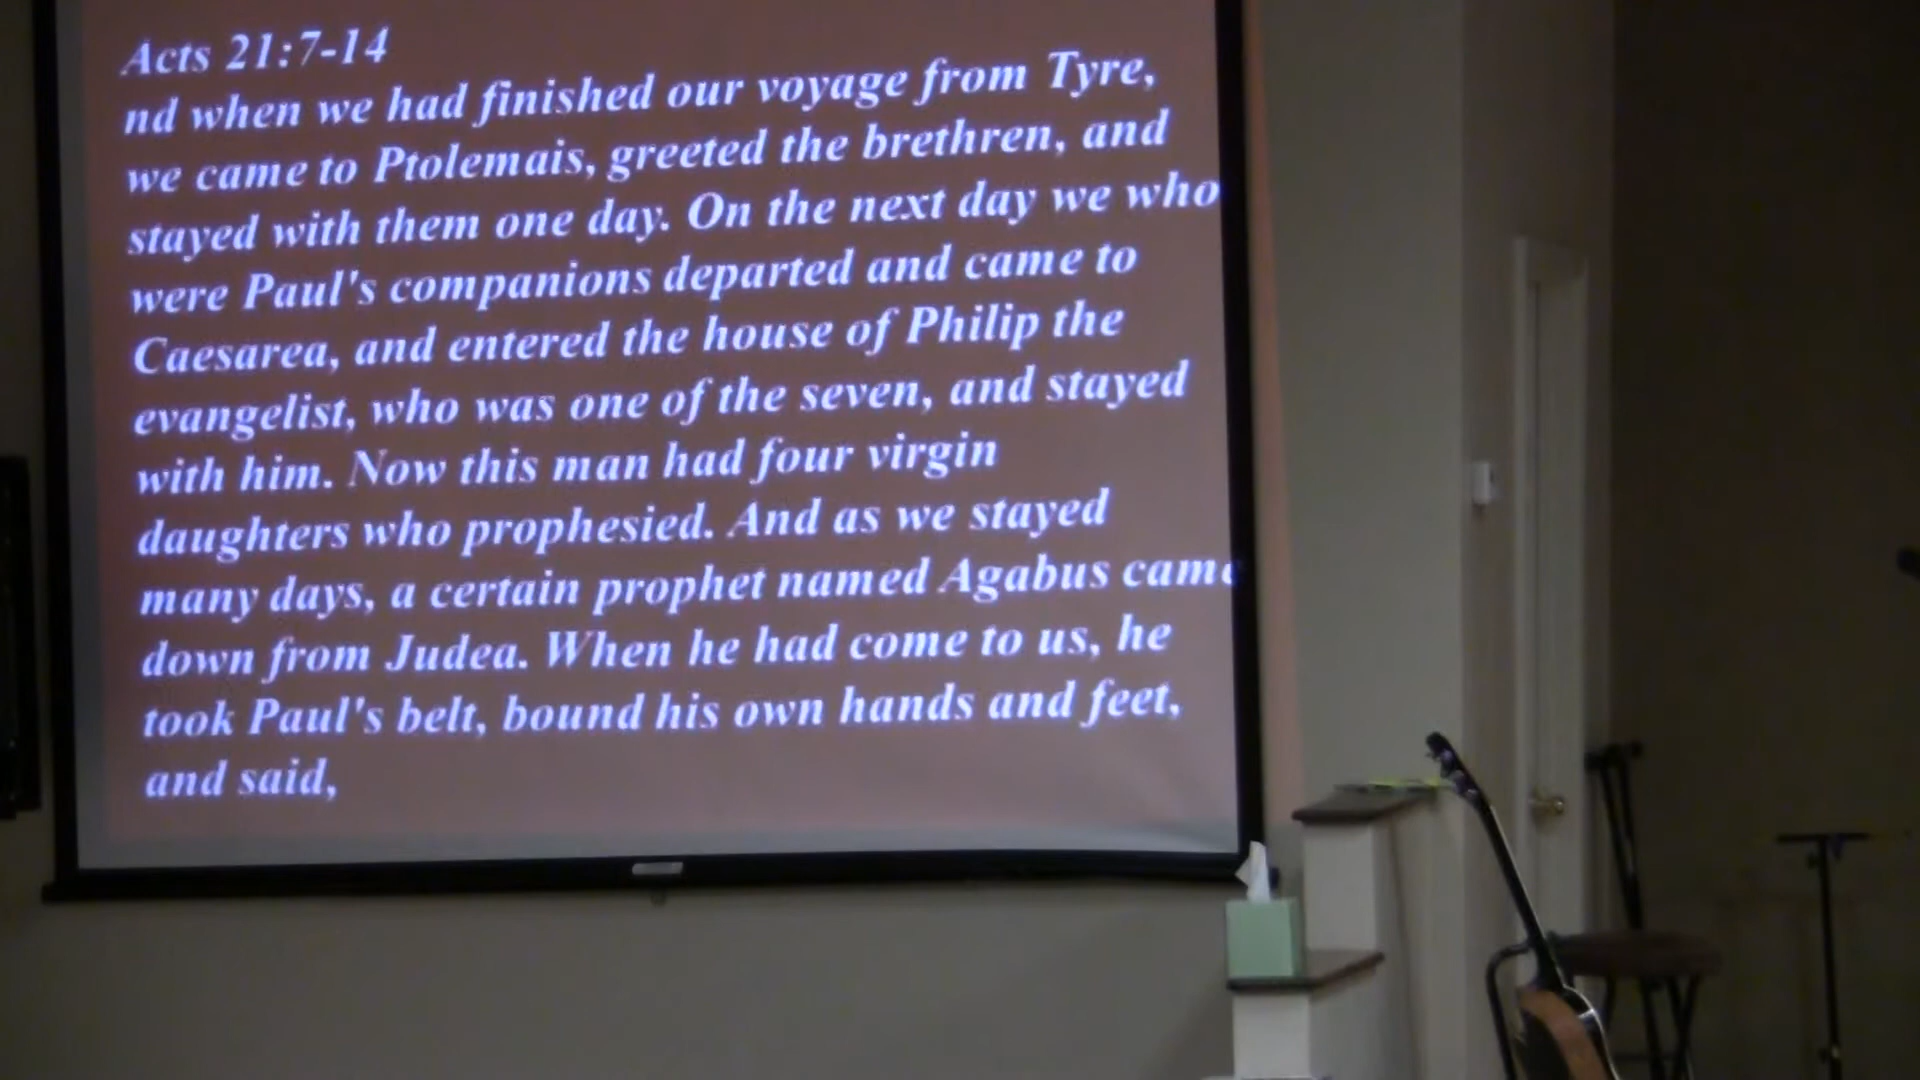 Acts 21:7-14
nd when we had finished our voyage from Tyre,
we came to Ptolemais, greeted the brethren, and
stayed with them one day. On the next day we who
were Paul's companions departed and came to
Caesarea, and entered the house of Philip the
evangelist, who was one of the seven, and stayed
with him. Now this man had four virgin
daughters who prophesied. And as we stayed
many days, a certain prophet named Agabus came
down from Judea. When he had come to us, he
took Paul's belt, bound his own hands and feet,
and said,